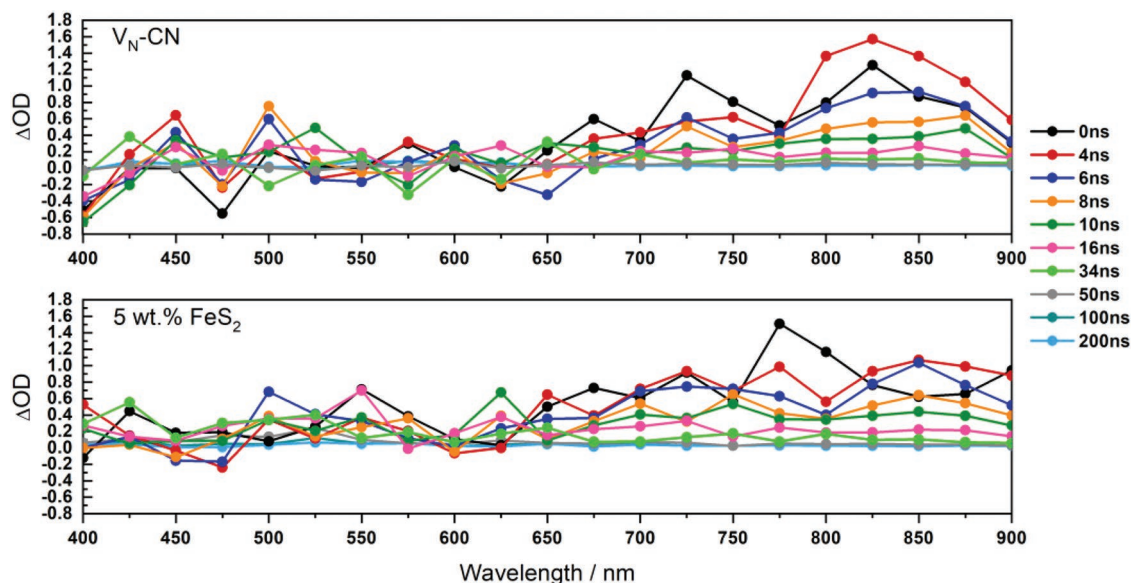 V_N-CN
ΔOD
1.8
1.6
1.4
1.2
1.0
0.8
0.6
0.4
0.2
0.0
-0.2
-0.4
-0.6
-0.8
400 450 500 550 600 650 700 750 800 850 900
5 wt.% FeS₂
ΔOD
1.8
1.6
1.4
1.2
1.0
0.8
0.6
0.4
0.2
0.0
-0.2
-0.4
-0.6
-0.8
400 450 500 550 600 650 700 750 800 850 900
Wavelength / nm
0ns
4ns
6ns
8ns
10ns
16ns
34ns
50ns
100ns
200ns